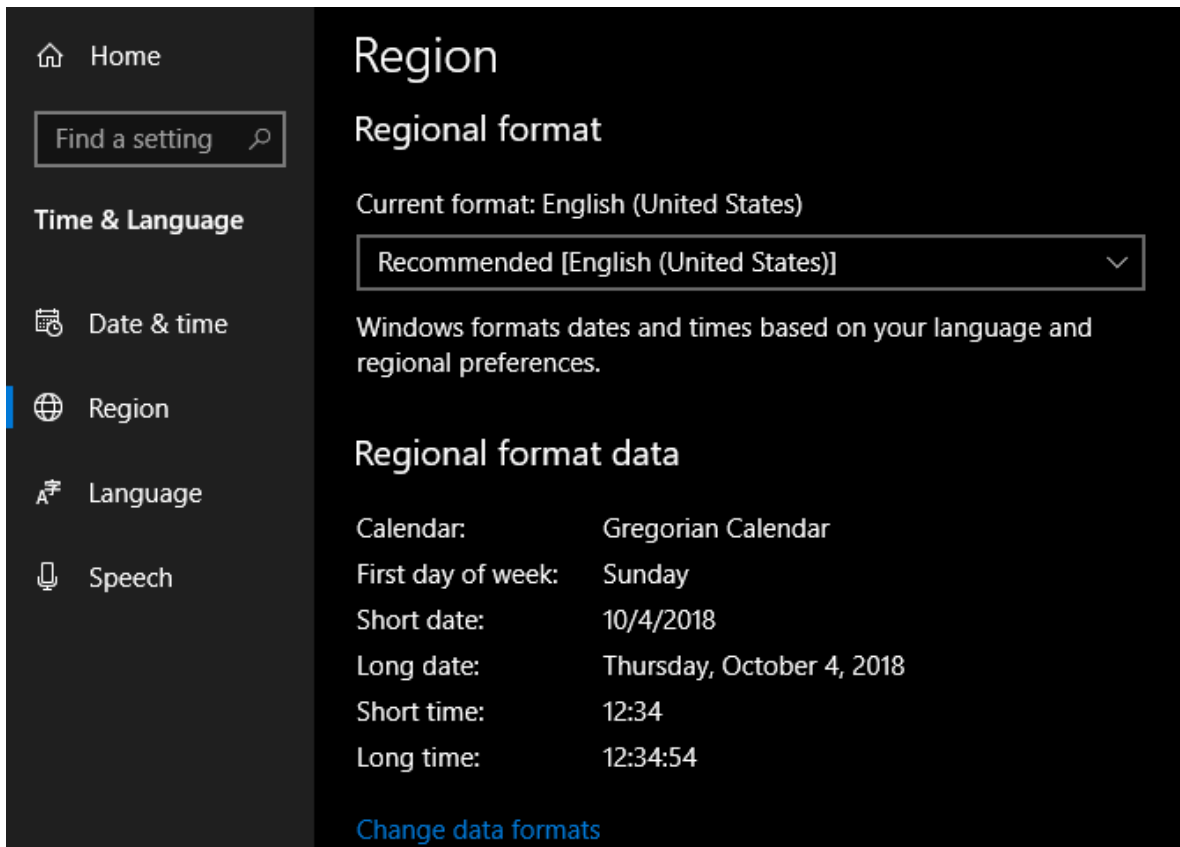 Home
Find a setting
Time & Language
Date & time
Region
Language
Speech
Region
Regional format
Current format: English (United States)
Recommended [English (United States)]
Windows formats dates and times based on your language and
regional preferences.
Regional format data
Calendar: Gregorian Calendar
First day of week: Sunday
Short date: 10/4/2018
Long date: Thursday, October 4, 2018
Short time: 12:34
Long time: 12:34:54
Change data formats